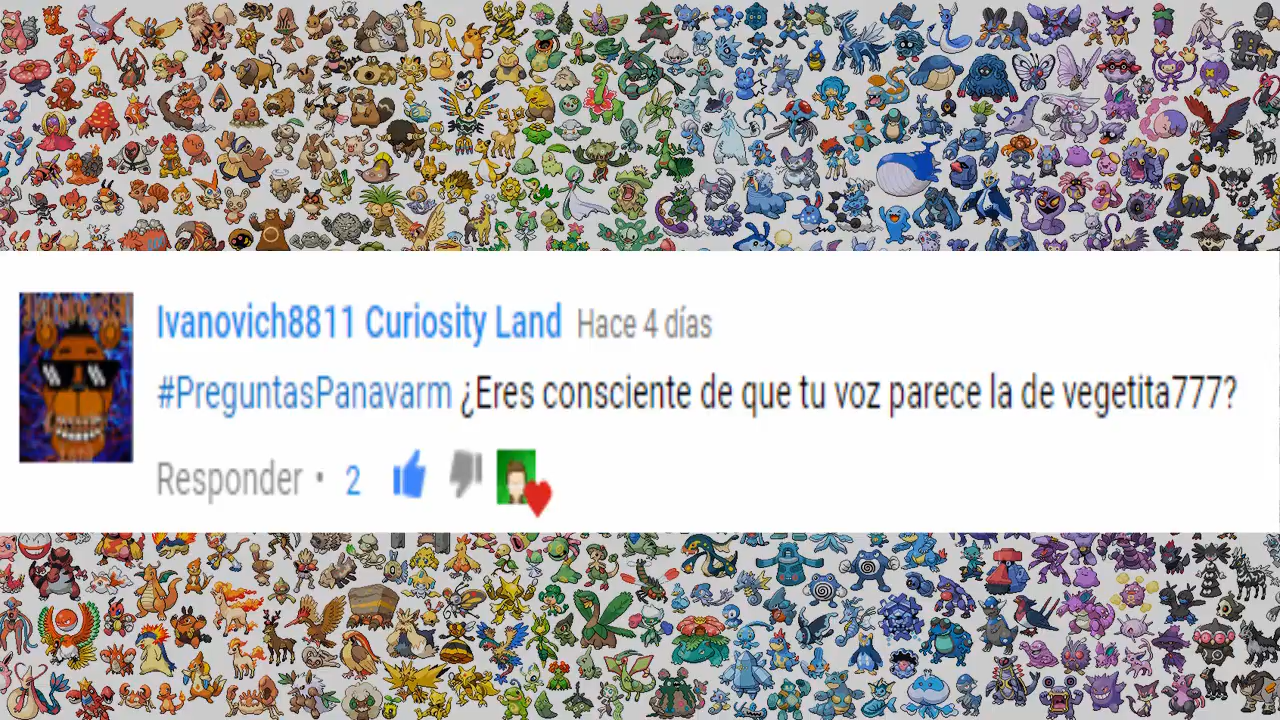 Ivanovich8811 Curiosity Land Hace 4 días
#PreguntasPanavarm ¿Eres consciente de que tu voz parece la de vegetita777?
Responder • 2